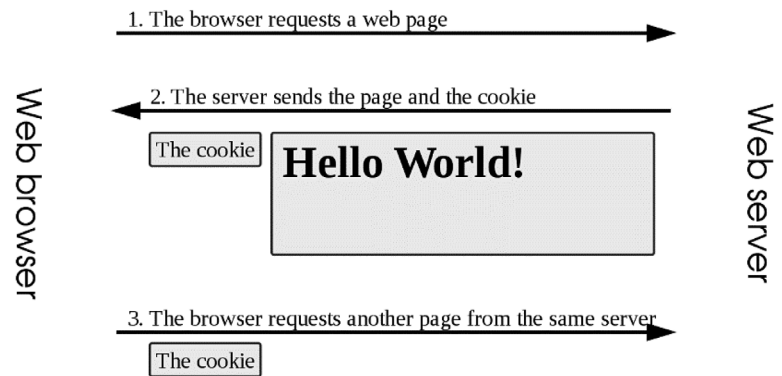 1. The browser requests a web page
2. The server sends the page and the cookie
The cookie
Hello World!
Web browser
Web server
3. The browser requests another page from the same server
The cookie